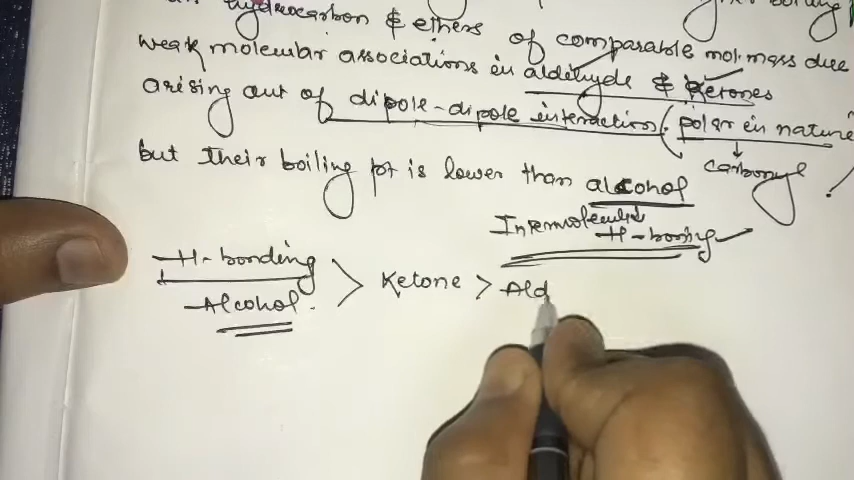 hydrocarbon & ethers of comparable mol. mass due
weak molecular associations in aldehyde & Ketones
arising out of dipole-dipole interaction. (polar in nature
carbonyl
but their boiling pt is lower than alcohol
Intermolecular
H-bonding
H-bonding
Alcohol. > Ketone > Ald